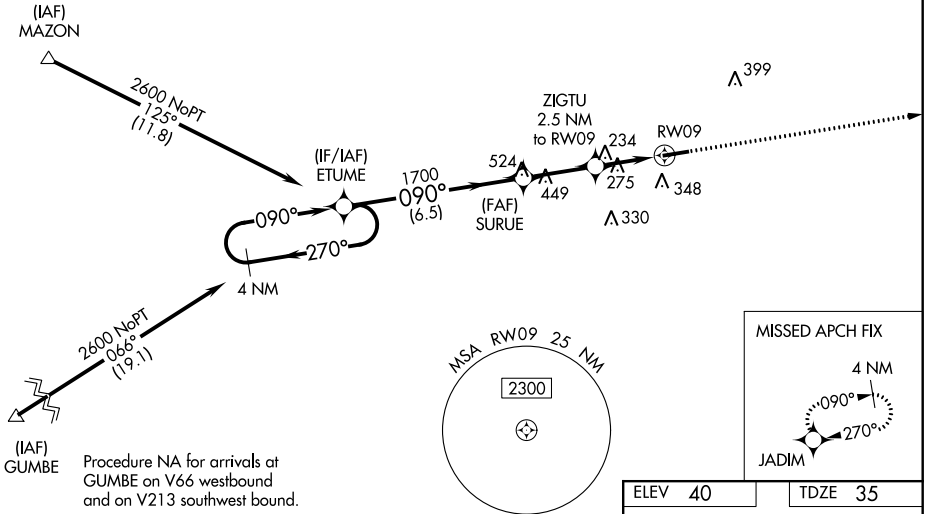 (IAF)
MAZON
2600 NoPT
125°
(11.8)
399
ZIGTU
2.5 NM
to RW09
RW09
234
(IF/IAF)
ETUME
1700
090°
(6.5)
524
449
275
348
(FAF)
SURUE
330
090°
270°
4 NM
2600 NoPT
066°
(19.1)
(IAF)
GUMBE
Procedure NA for arrivals at
GUMBE on V66 westbound
and on V213 southwest bound.
MSA RW09 25 NM
2300
MISSED APCH FIX
4 NM
090°
270°
JADIM
ELEV 40
TDZE 35